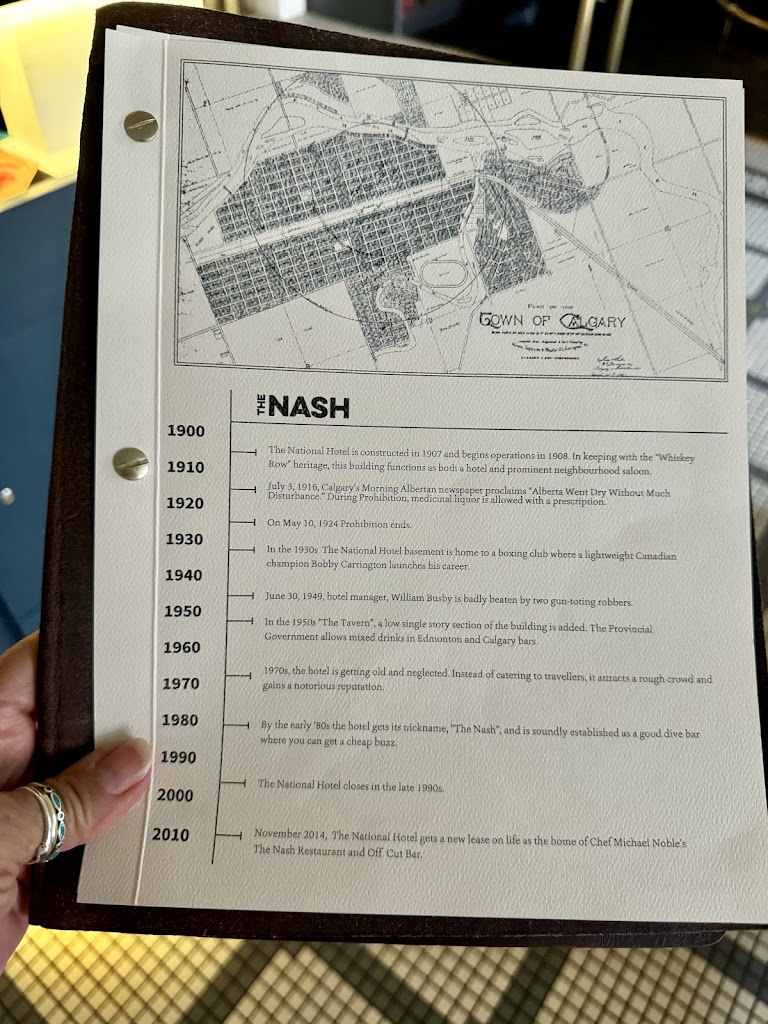 PLAN OF THE
TOWN OF CALGARY
THE NASH
1900
The National Hotel is constructed in 1907 and begins operations in 1908. In keeping with the "Whiskey
Row" heritage, this building functions as both a hotel and prominent neighbourhood saloon.
1910
July 3, 1916, Calgary's Morning Albertan newspaper proclaims "Alberta Went Dry Without Much
Disturbance." During Prohibition, medicinal liquor is allowed with a prescription.
1920
On May 10, 1924 Prohibition ends.
1930
In the 1930s The National Hotel basement is home to a boxing club where a lightweight Canadian
champion Bobby Carrington launches his career.
1940
June 30, 1949, hotel manager, William Busby is badly beaten by two gun-toting robbers.
1950
In the 1950s "The Tavern", a low single story section of the building is added. The Provincial
Government allows mixed drinks in Edmonton and Calgary bars.
1960
1970s, the hotel is getting old and neglected. Instead of catering to travellers, it attracts a rough crowd and
gains a notorious reputation.
1970
1980
By the early '80s the hotel gets its nickname, "The Nash", and is soundly established as a good dive bar
where you can get a cheap buzz.
1990
The National Hotel closes in the late 1990s.
2000
2010
November 2014, The National Hotel gets a new lease on life as the home of Chef Michael Noble's
The Nash Restaurant and Off Cut Bar.